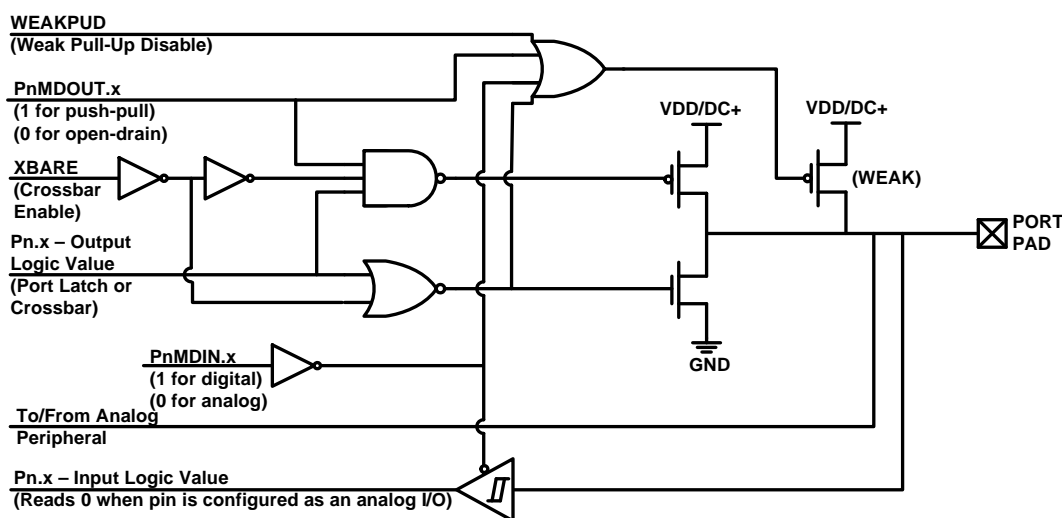 WEAKPUD
(Weak Pull-Up Disable)
PnMDOUT.x
(1 for push-pull)
(0 for open-drain)
XBARE
(Crossbar
Enable)
Pn.x – Output
Logic Value
(Port Latch or
Crossbar)
PnMDIN.x
(1 for digital)
(0 for analog)
To/From Analog
Peripheral
Pn.x – Input Logic Value
(Reads 0 when pin is configured as an analog I/O)
VDD/DC+
VDD/DC+
(WEAK)
PORT
PAD
GND